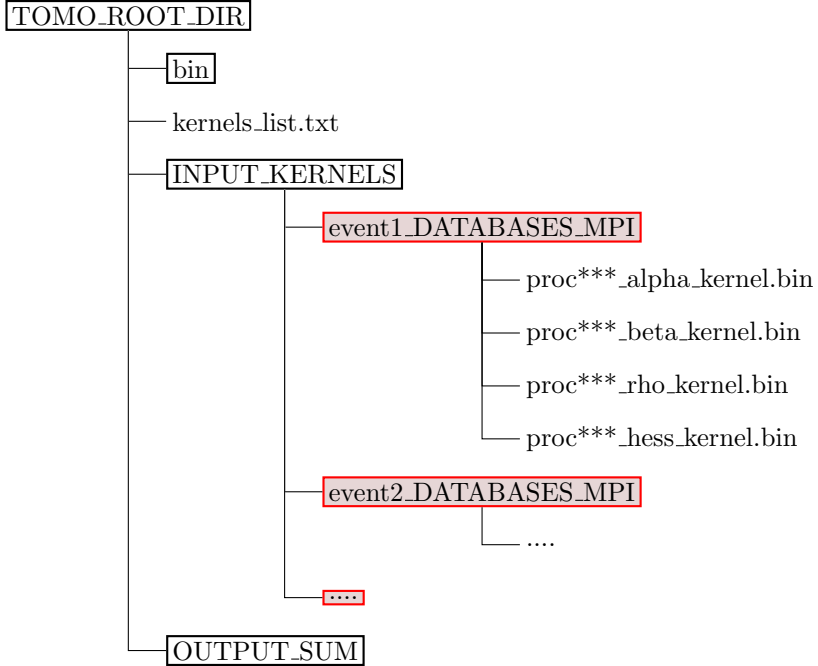 TOMO_ROOT_DIR
bin
kernels_list.txt
INPUT_KERNELS
event1_DATABASES_MPI
proc***_alpha_kernel.bin
proc***_beta_kernel.bin
proc***_rho_kernel.bin
proc***_hess_kernel.bin
event2_DATABASES_MPI
....
....
OUTPUT_SUM